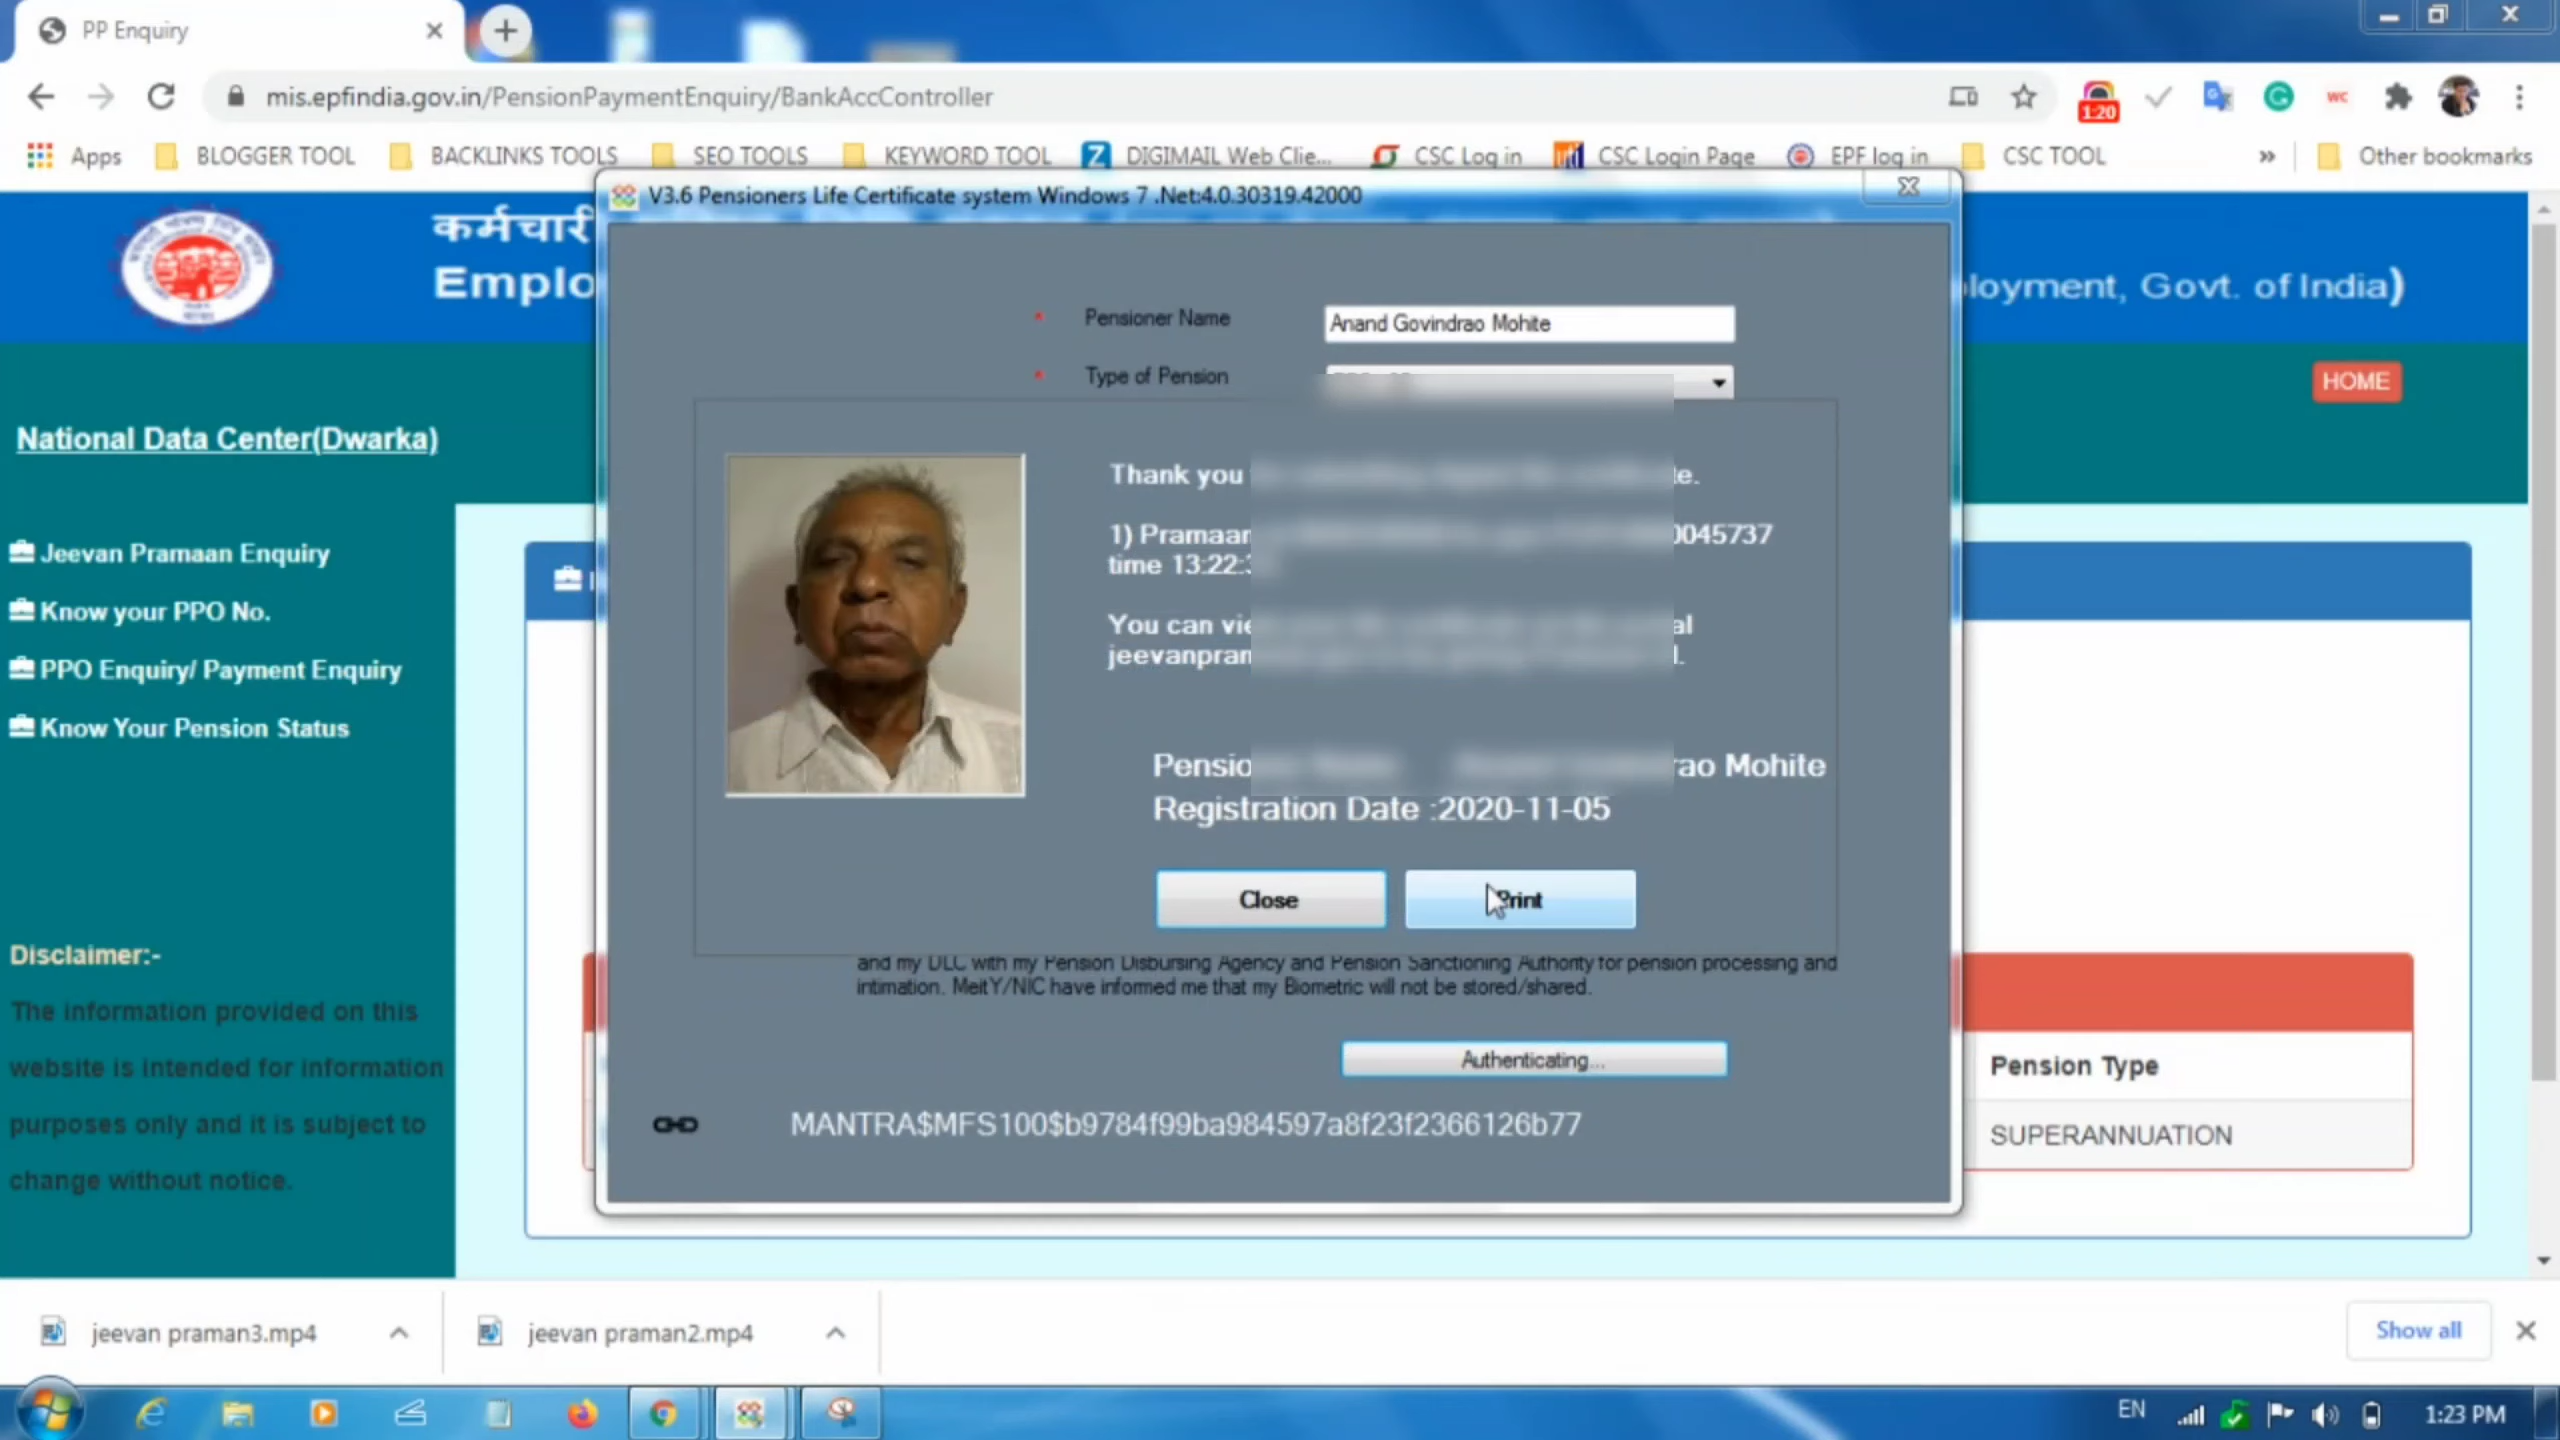 PP Enquiry
mis.epfindia.gov.in/PensionPaymentEnquiry/BankAccController
1:20
WC
Apps
BLOGGER TOOL
BACKLINKS TOOLS
SEO TOOLS
KEYWORD TOOL
DIGIMAIL Web Clie...
CSC Log in
CSC Login Page
EPF log in
CSC TOOL
»
Other bookmarks
V3.6 Pensioners Life Certificate system Windows 7 .Net:4.0.30319.42000
कर्मचारी
Emplo
loyment, Govt. of India)
HOME
National Data Center(Dwarka)
Jeevan Pramaan Enquiry
Know your PPO No.
PPO Enquiry/ Payment Enquiry
Know Your Pension Status
Disclaimer:-
The information provided on this
website is intended for information
purposes only and it is subject to
change without notice.
* Pensioner Name Anand Govindrao Mohite
* Type of Pension
Thank you te.
1) Pramaan 0045737
time 13:22:3
You can vie al
jeevanpram
Pensio rao Mohite
Registration Date :2020-11-05
Close
Print
and my DLC with my Pension Disbursing Agency and Pension Sanctioning Authority for pension processing and
intimation. MeitY/NIC have informed me that my Biometric will not be stored/shared.
Authenticating...
MANTRA$MFS100$b9784f99ba984597a8f23f2366126b77
Pension Type
SUPERANNUATION
jeevan praman3.mp4
jeevan praman2.mp4
Show all
EN
1:23 PM